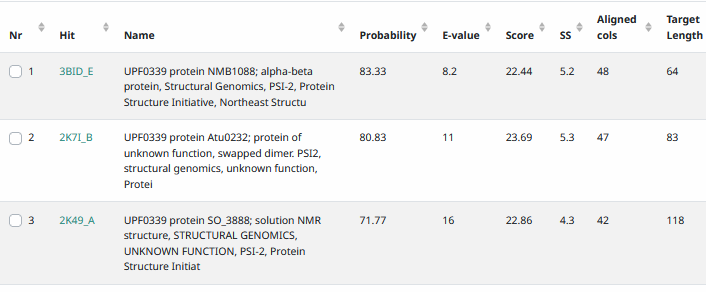 Nr Hit Name Probability E-value Score SS Aligned cols Target Length
1 3BID_E UPF0339 protein NMB1088; alpha-beta 83.33 8.2 22.44 5.2 48 64
protein, Structural Genomics, PSI-2, Protein
Structure Initiative, Northeast Structu
2 2K7I_B UPF0339 protein Atu0232; protein of 80.83 11 23.69 5.3 47 83
unknown function, swapped dimer. PSI2,
structural genomics, unknown function,
Protei
3 2K49_A UPF0339 protein SO_3888; solution NMR 71.77 16 22.86 4.3 42 118
structure, STRUCTURAL GENOMICS,
UNKNOWN FUNCTION, PSI-2, Protein
Structure Initiat